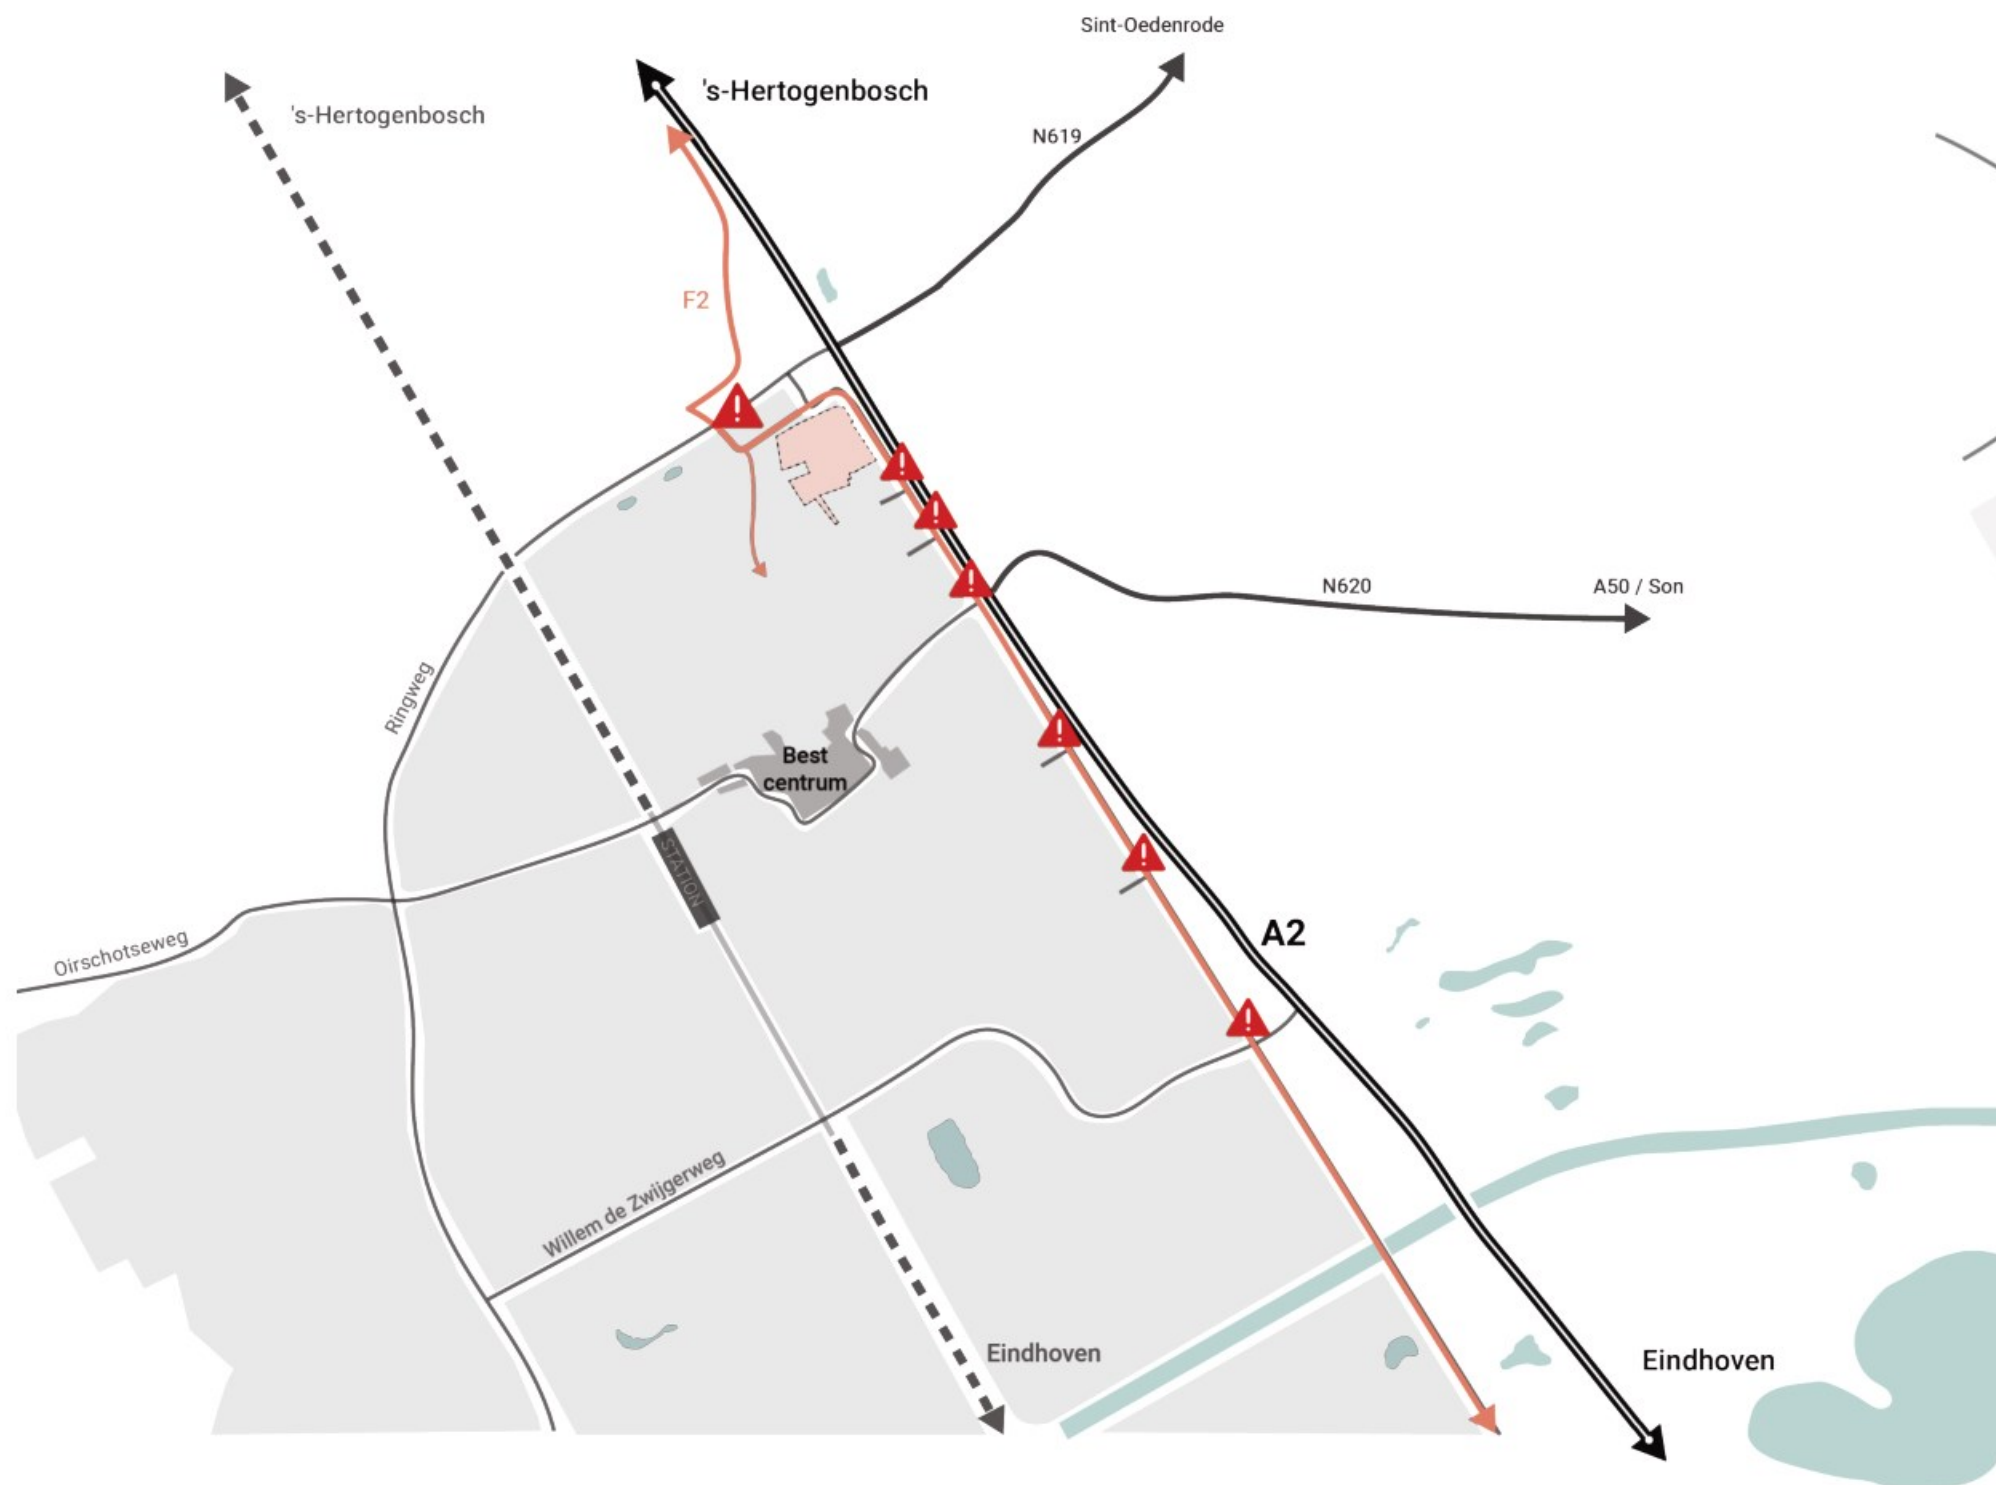 Sint-Oedenrode
's-Hertogenbosch
's-Hertogenbosch
N619
F2
N620
A50 / Son
Ringweg
Best
centrum
STATION
Oirschotseweg
A2
Willem de Zwijgerweg
Eindhoven
Eindhoven